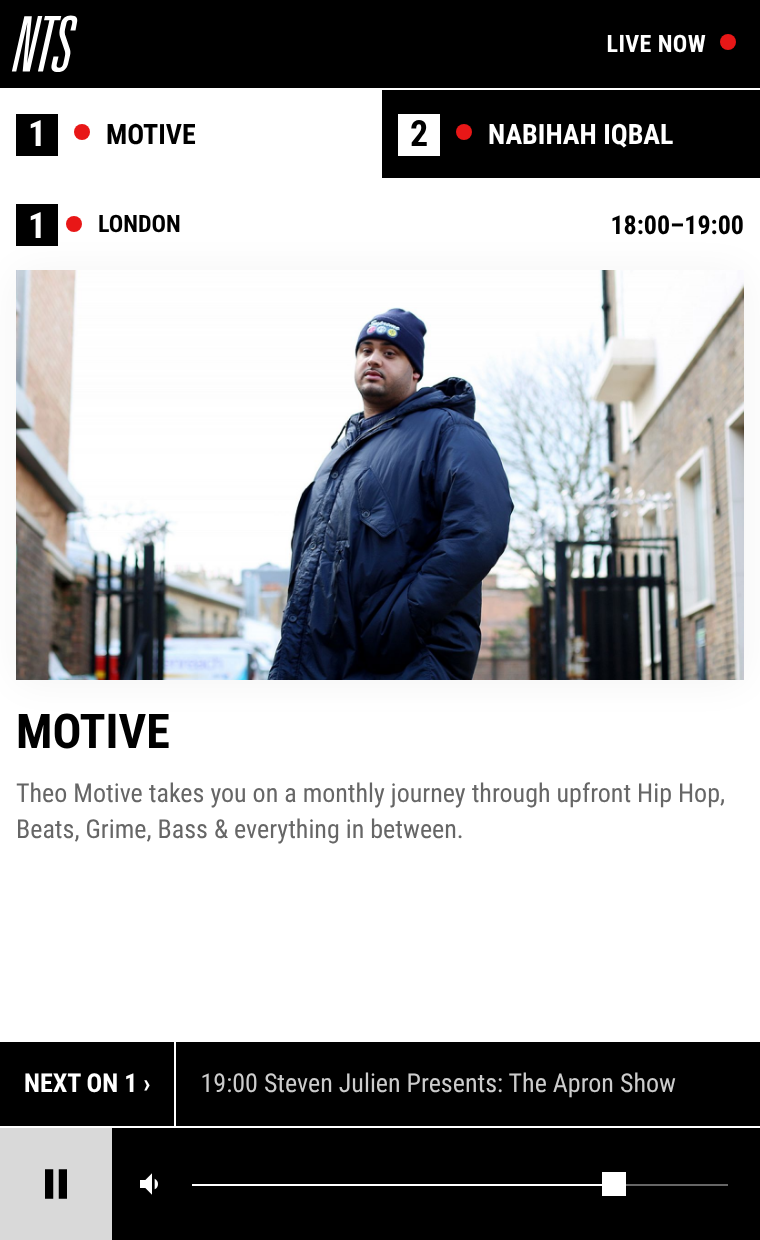 NTS
LIVE NOW
1 MOTIVE
2 NABIHAH IQBAL
1 LONDON
18:00–19:00
MOTIVE
Theo Motive takes you on a monthly journey through upfront Hip Hop,
Beats, Grime, Bass & everything in between.
NEXT ON 1 ›
19:00 Steven Julien Presents: The Apron Show